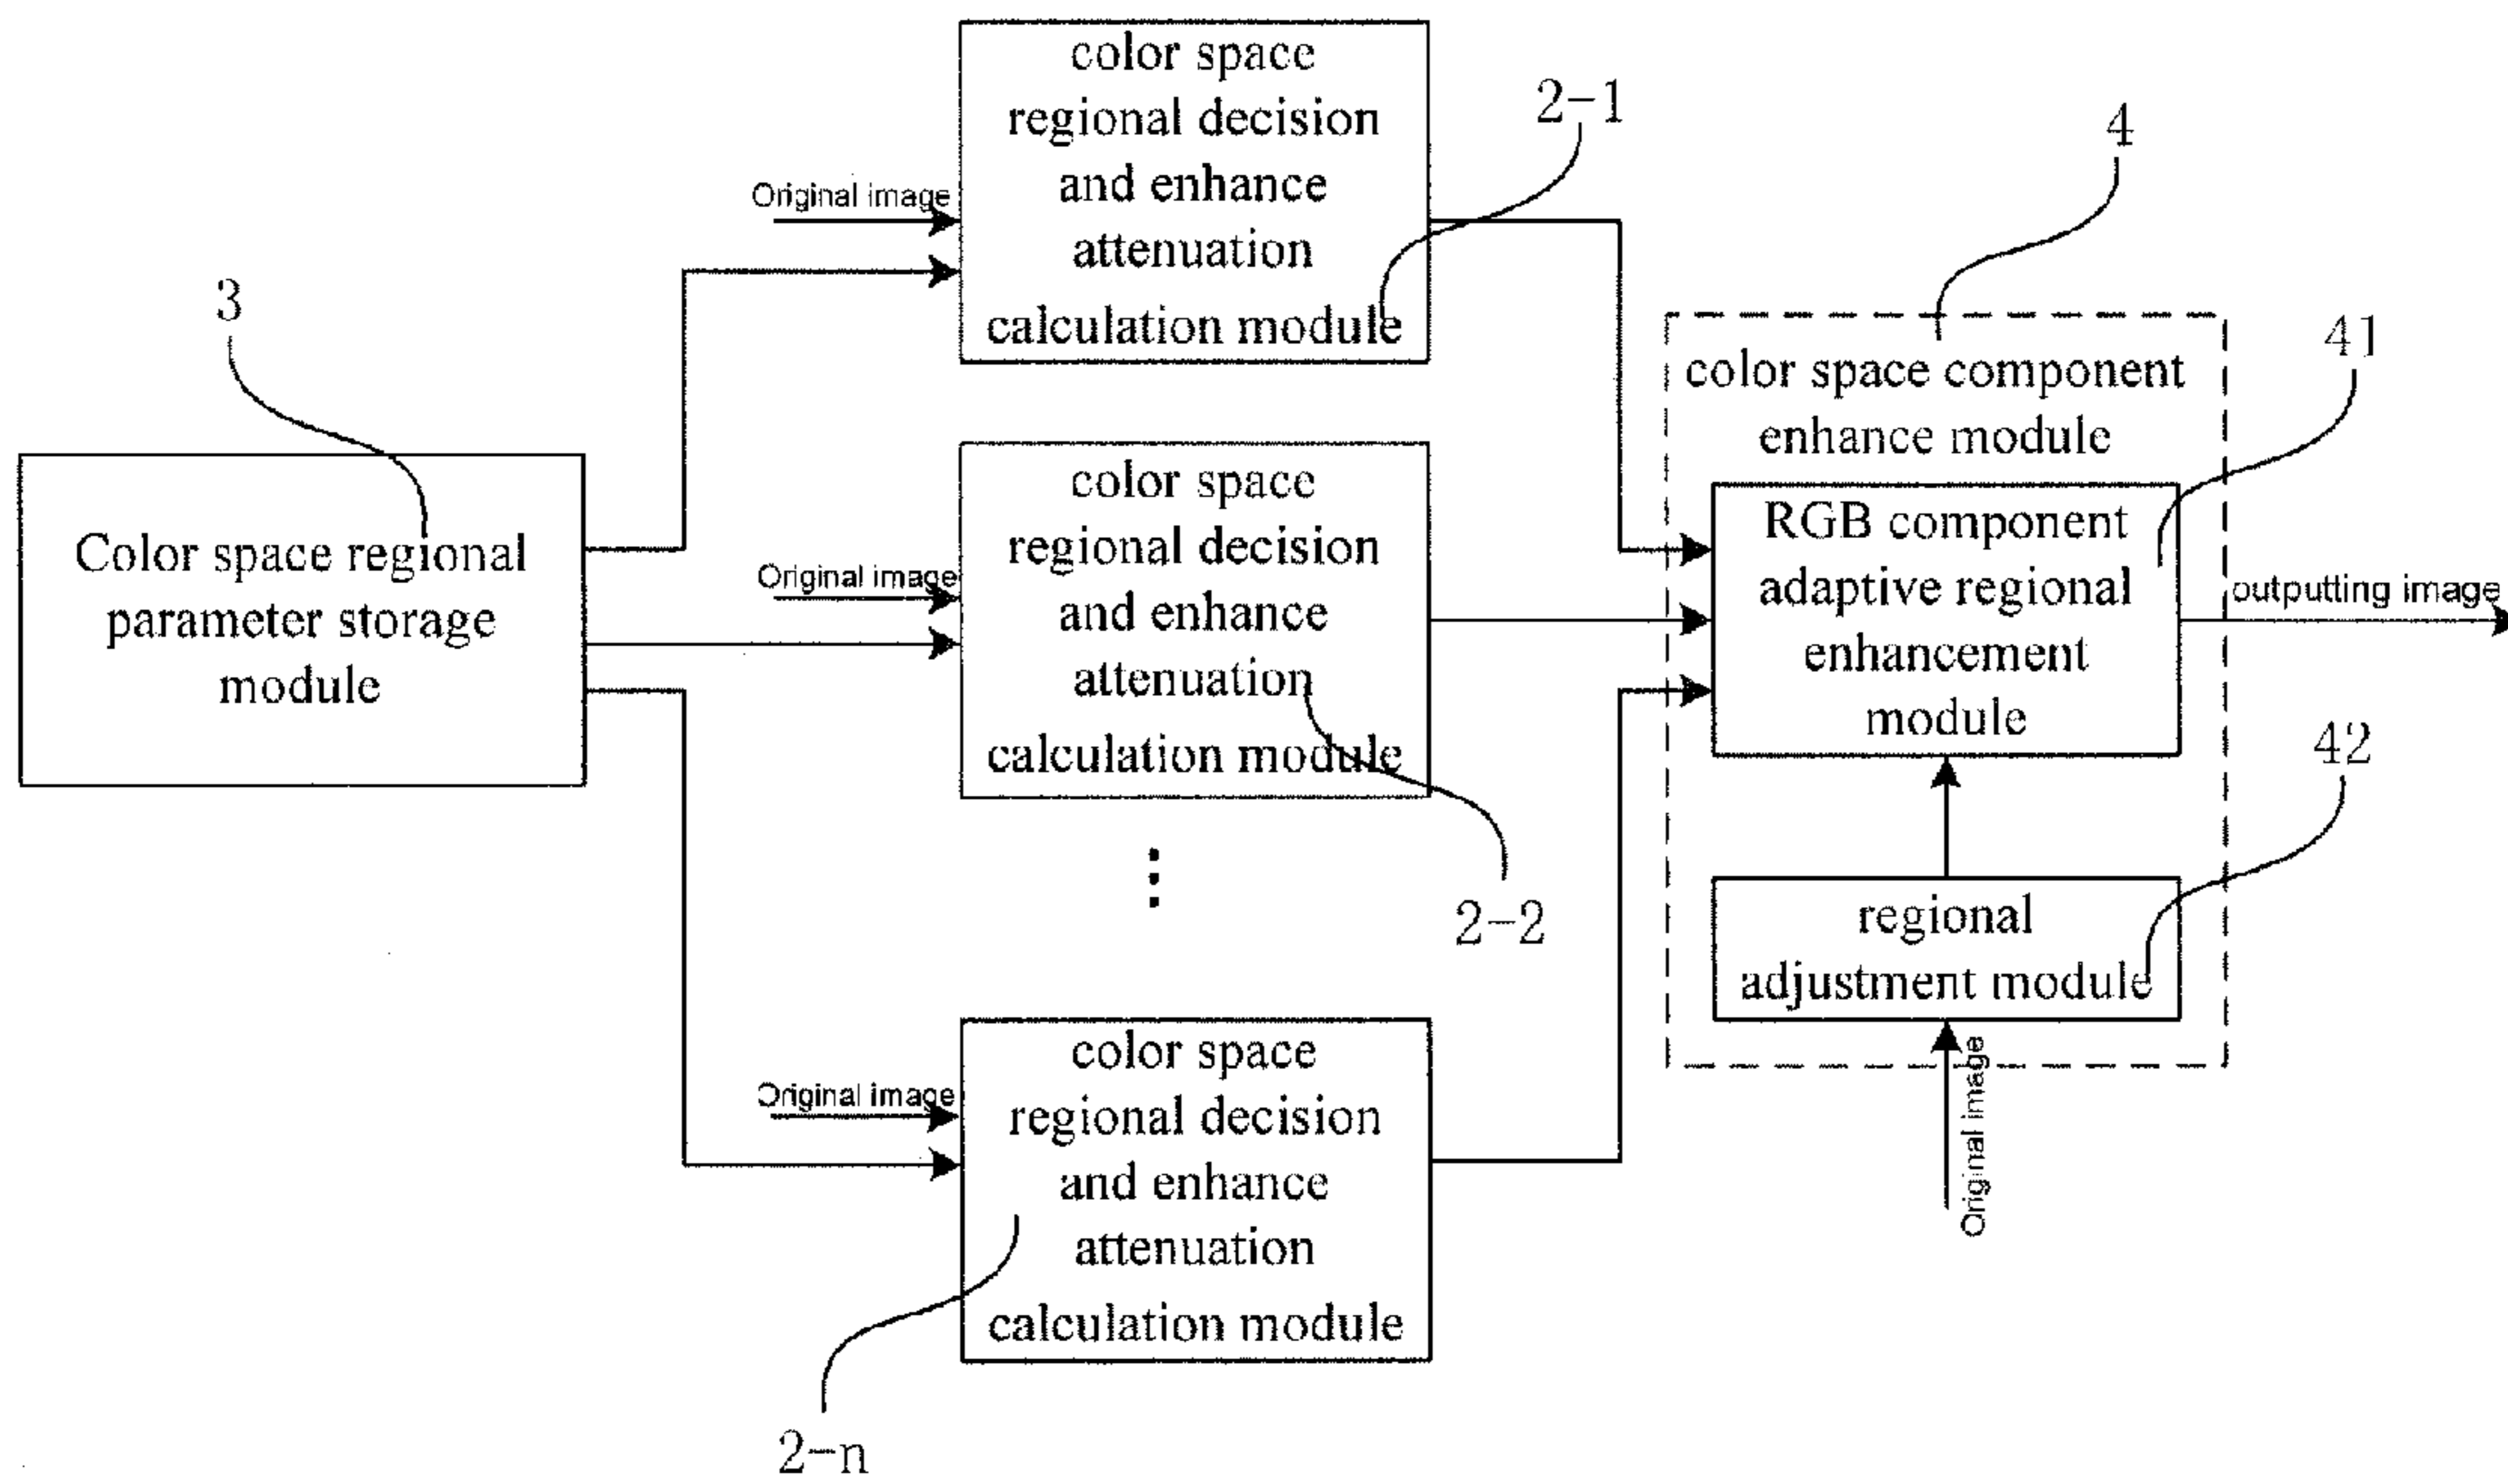 color space
regional decision
and enhance
attenuation
calculation module
2-1
4
Original image
3
41
color space component
enhance module
Color space regional
parameter storage
module
color space
regional decision
and enhance
attenuation
calculation module
Original image
RGB component
adaptive regional
enhancement
module
outputting image
42
2-2
regional
adjustment module
Original image
color space
regional decision
and enhance
attenuation
calculation module
Original image
2-n